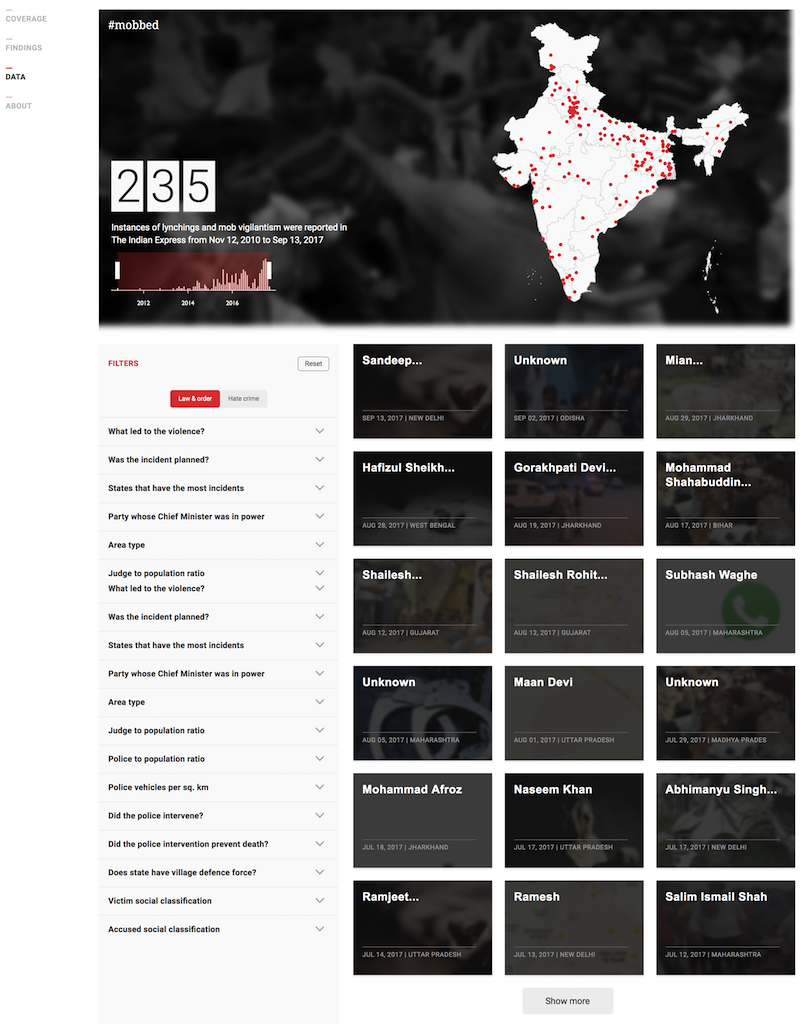 COVERAGE
FINDINGS
DATA
ABOUT
#mobbed
235
Instances of lynchings and mob vigilantism were reported in
The Indian Express from Nov 12, 2010 to Sep 13, 2017
2012 2014 2016
FILTERS
Reset
Law & order
Hate crime
What led to the violence?
Was the incident planned?
States that have the most incidents
Party whose Chief Minister was in power
Area type
Judge to population ratio
What led to the violence?
Was the incident planned?
States that have the most incidents
Party whose Chief Minister was in power
Area type
Judge to population ratio
Police to population ratio
Police vehicles per sq. km
Did the police intervene?
Did the police intervention prevent death?
Does state have village defence force?
Victim social classification
Accused social classification
Sandeep...
SEP 13, 2017 | NEW DELHI
Unknown
SEP 02, 2017 | ODISHA
Mian...
AUG 29, 2017 | JHARKHAND
Hafizul Sheikh...
AUG 28, 2017 | WEST BENGAL
Gorakhpati Devi...
AUG 19, 2017 | JHARKHAND
Mohammad
Shahabuddin...
AUG 17, 2017 | BIHAR
Shailesh...
AUG 12, 2017 | GUJARAT
Shailesh Rohit...
AUG 12, 2017 | GUJARAT
Subhash Waghe
AUG 05, 2017 | MAHARASHTRA
Unknown
AUG 05, 2017 | MAHARASHTRA
Maan Devi
AUG 01, 2017 | UTTAR PRADESH
Unknown
JUL 29, 2017 | MADHYA PRADES
Mohammad Afroz
JUL 18, 2017 | JHARKHAND
Naseem Khan
JUL 17, 2017 | UTTAR PRADESH
Abhimanyu Singh...
JUL 17, 2017 | NEW DELHI
Ramjeet...
JUL 14, 2017 | UTTAR PRADESH
Ramesh
JUL 13, 2017 | NEW DELHI
Salim Ismail Shah
JUL 12, 2017 | MAHARASHTRA
Show more